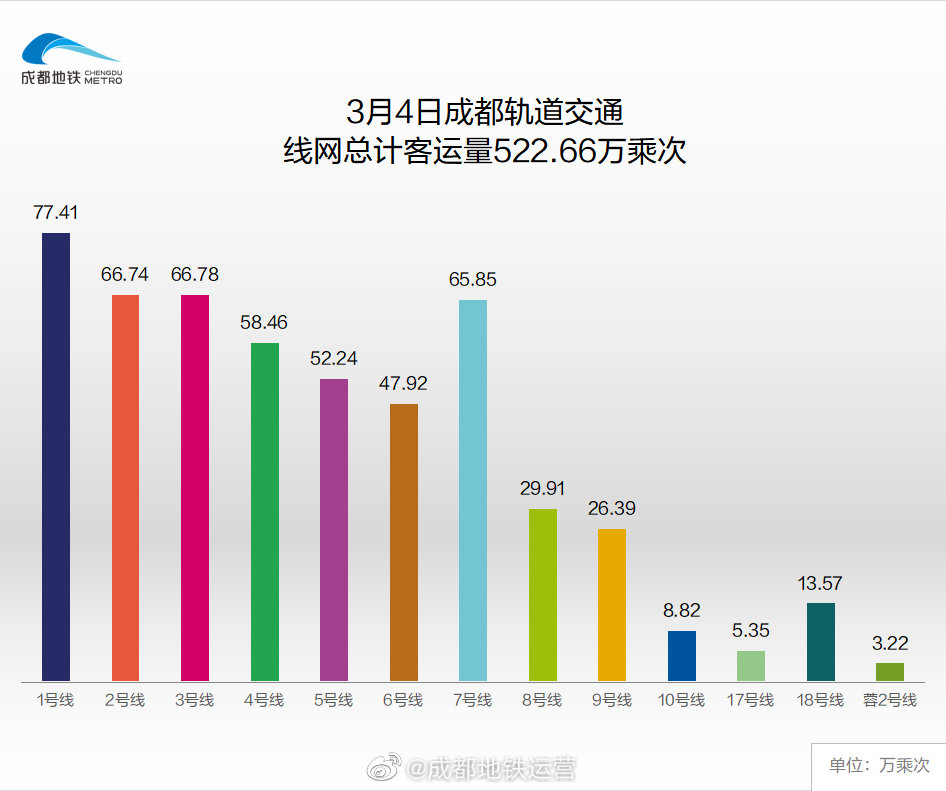 成都地铁 CHENGDU METRO
3月4日成都轨道交通
线网总计客运量522.66万乘次
77.41
66.74
66.78
58.46
52.24
47.92
65.85
29.91
26.39
8.82
5.35
13.57
3.22
1号线
2号线
3号线
4号线
5号线
6号线
7号线
8号线
9号线
10号线
17号线
18号线
蓉2号线
@成都地铁运营
单位：万乘次